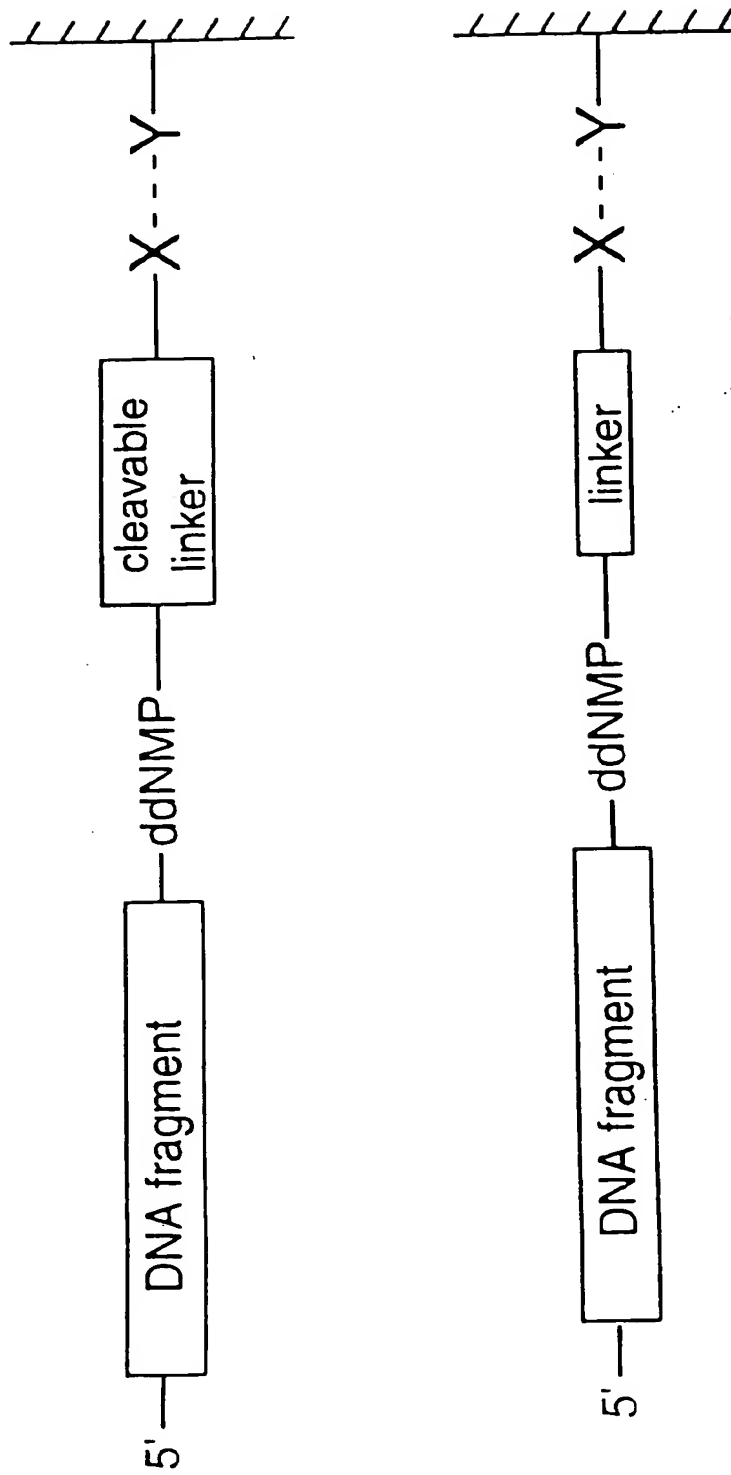 5' DNA fragment ddNMP cleavable linker X---Y
5' DNA fragment ddNMP linker X---Y